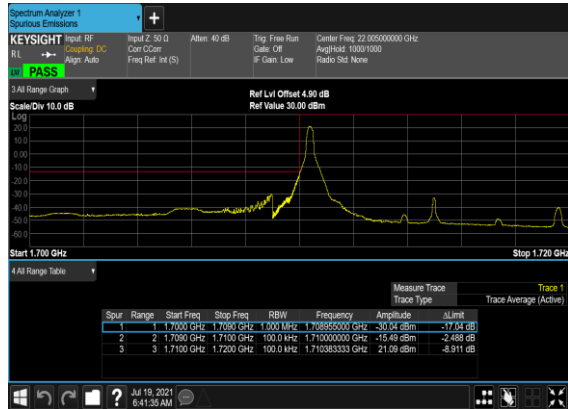 Spectrum Analyzer 1
Spurious Emissions
+
KEYSIGHT Input: RF Input Z: 50 Ω Atten: 40 dB Trig: Free Run Center Freq: 22.005000000 GHz
RL Coupling: DC Corr CCorr Gate: Off Avg|Hold: 1000/1000
Align: Auto Freq Ref: Int (S) IF Gain: Low Radio Std: None
PASS
3 All Range Graph
Ref Lvl Offset 4.90 dB
Scale/Div 10.0 dB Ref Value 30.00 dBm
Log
20.0
10.0
0.00
-10.0
-20.0
-30.0
-40.0
-50.0
-60.0
Start 1.700 GHz Stop 1.720 GHz
4 All Range Table
Measure Trace Trace 1
Trace Type Trace Average (Active)
Spur Range Start Freq Stop Freq RBW Frequency Amplitude ΔLimit
1 1 1.7000 GHz 1.7090 GHz 1.000 MHz 1.708955000 GHz -30.04 dBm -17.04 dB
2 2 1.7090 GHz 1.7100 GHz 100.0 kHz 1.710000000 GHz -15.49 dBm -2.488 dB
3 3 1.7100 GHz 1.7200 GHz 100.0 kHz 1.710383333 GHz 21.09 dBm -8.911 dB
? Jul 19, 2021
6:41:35 AM